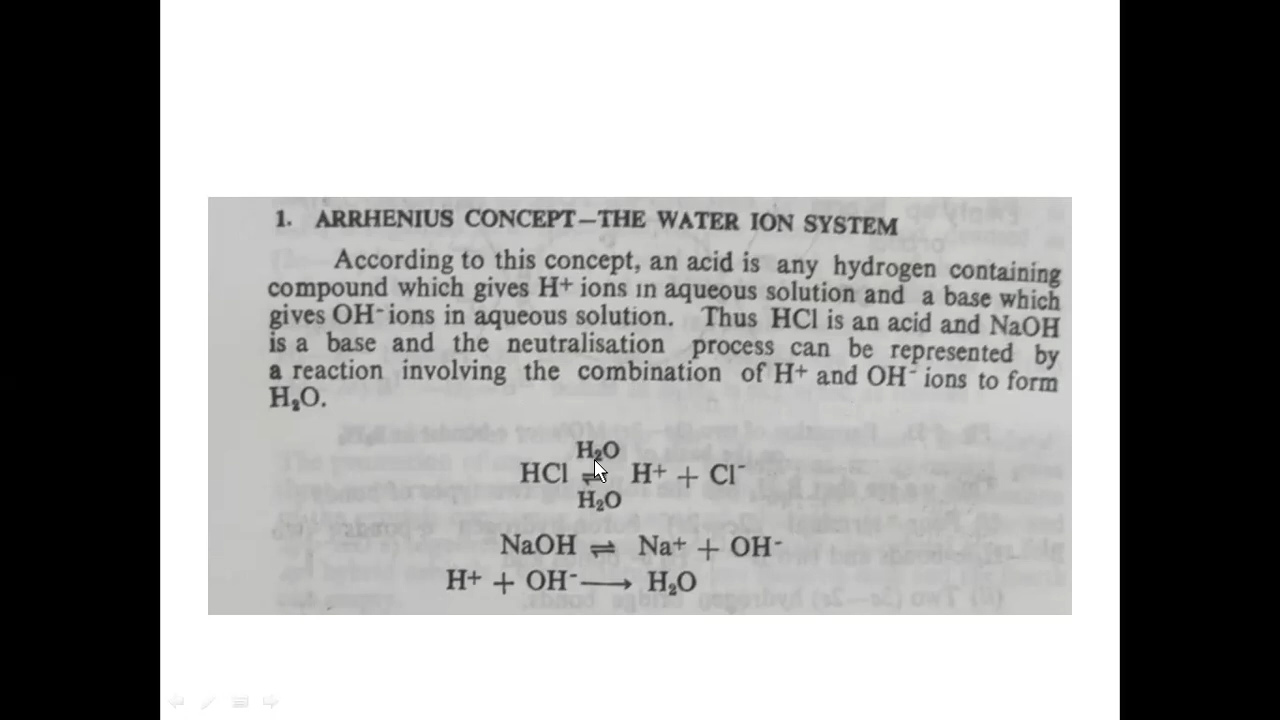 1. ARRHENIUS CONCEPT–THE WATER ION SYSTEM
According to this concept, an acid is any hydrogen containing
compound which gives H⁺ ions in aqueous solution and a base which
gives OH⁻ ions in aqueous solution. Thus HCl is an acid and NaOH
is a base and the neutralisation process can be represented by
a reaction involving the combination of H⁺ and OH⁻ ions to form
H₂O.
H₂O
HCl ⇌ H⁺ + Cl⁻
H₂O
NaOH ⇌ Na⁺ + OH⁻
H⁺ + OH⁻ ⟶ H₂O